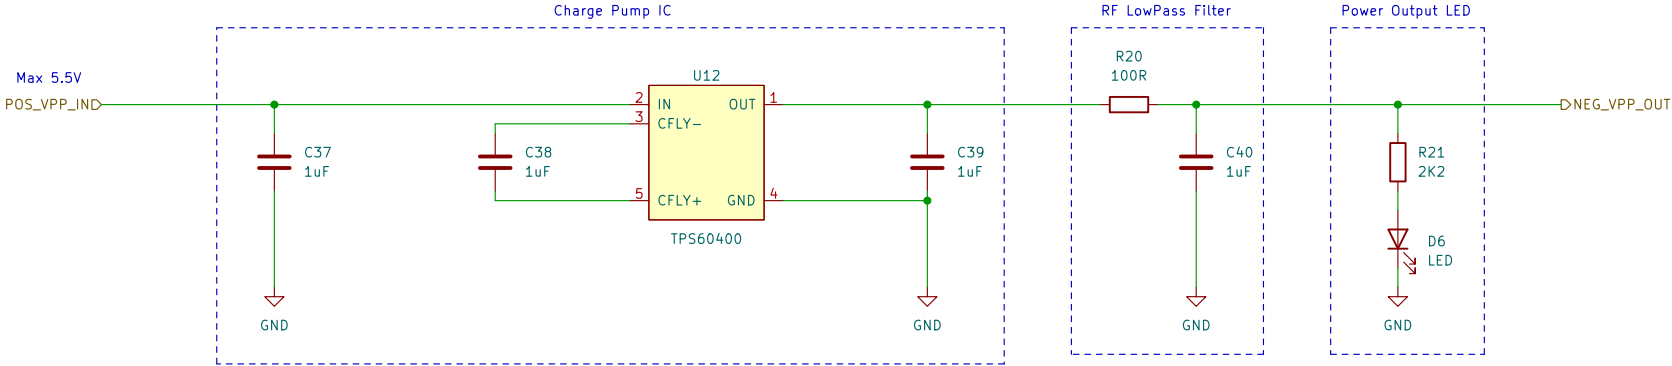 Charge Pump IC
RF LowPass Filter
Power Output LED
Max 5.5V
POS_VPP_IN
U12
2
IN
3
CFLY-
5
CFLY+
OUT
1
GND
4
TPS60400
C37
1uF
GND
C38
1uF
C39
1uF
GND
R20
100R
C40
1uF
GND
R21
2K2
D6
LED
GND
NEG_VPP_OUT